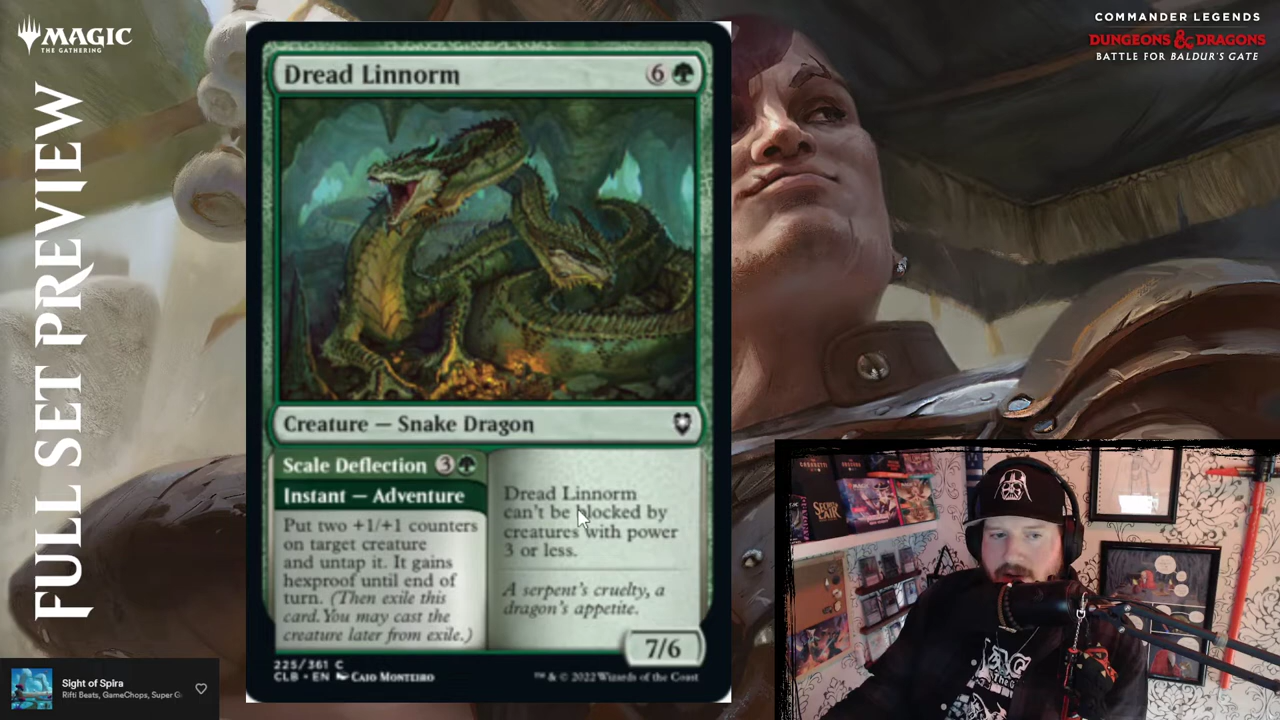 MAGIC
THE GATHERING
FULL SET PREVIEW
COMMANDER LEGENDS
DUNGEONS & DRAGONS
BATTLE FOR BALDUR'S GATE
Dread Linnorm 6
Creature — Snake Dragon
Scale Deflection 3
Instant — Adventure
Put two +1/+1 counters
on target creature
and untap it. It gains
hexproof until end of
turn. (Then exile this
card. You may cast the
creature later from exile.)
Dread Linnorm
can't be blocked by
creatures with power
3 or less.
A serpent's cruelty, a
dragon's appetite.
7/6
225/361 C
CLB • EN Caio Monteiro
™ & © 2022 Wizards of the Coast
Sight of Spira
Rifti Beats, GameChops, Super G
SECRET
LAIR